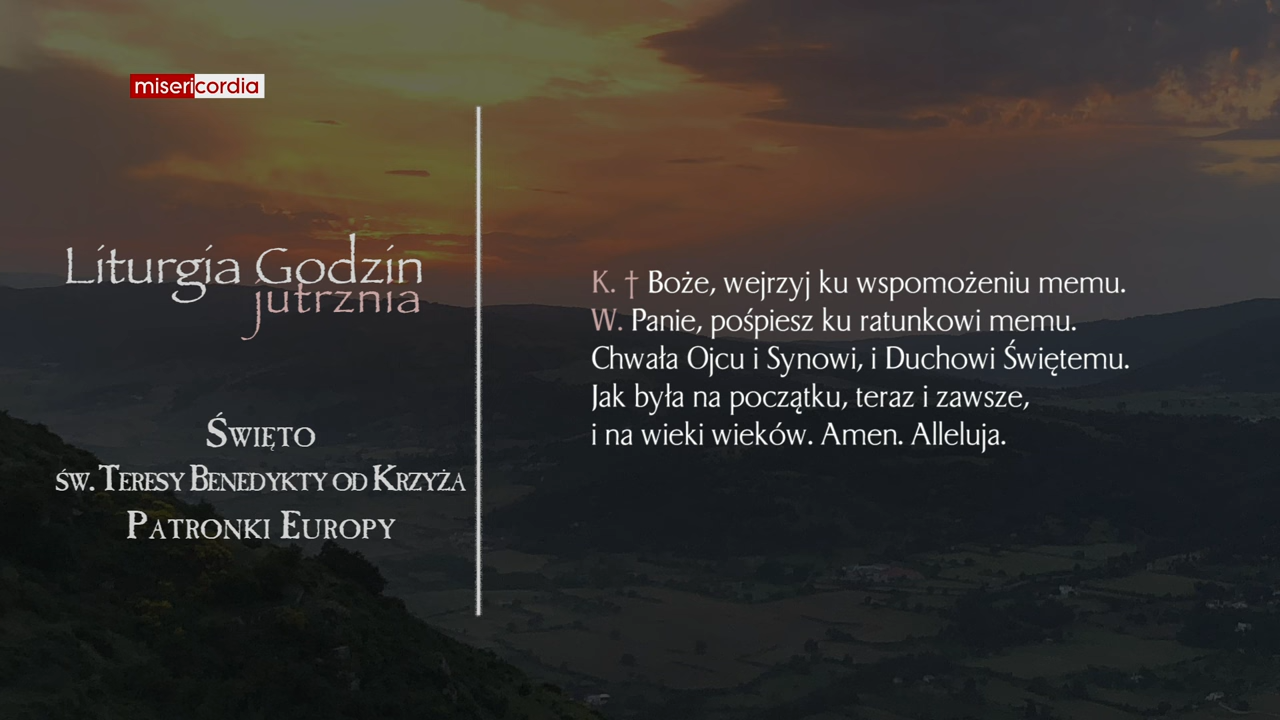 misericordia
Liturgia Godzin
jutrznia
Święto
św. Teresy Benedykty od Krzyża
Patronki Europy
K. † Boże, wejrzyj ku wspomożeniu memu.
W. Panie, pośpiesz ku ratunkowi memu.
Chwała Ojcu i Synowi, i Duchowi Świętemu.
Jak była na początku, teraz i zawsze,
i na wieki wieków. Amen. Alleluja.